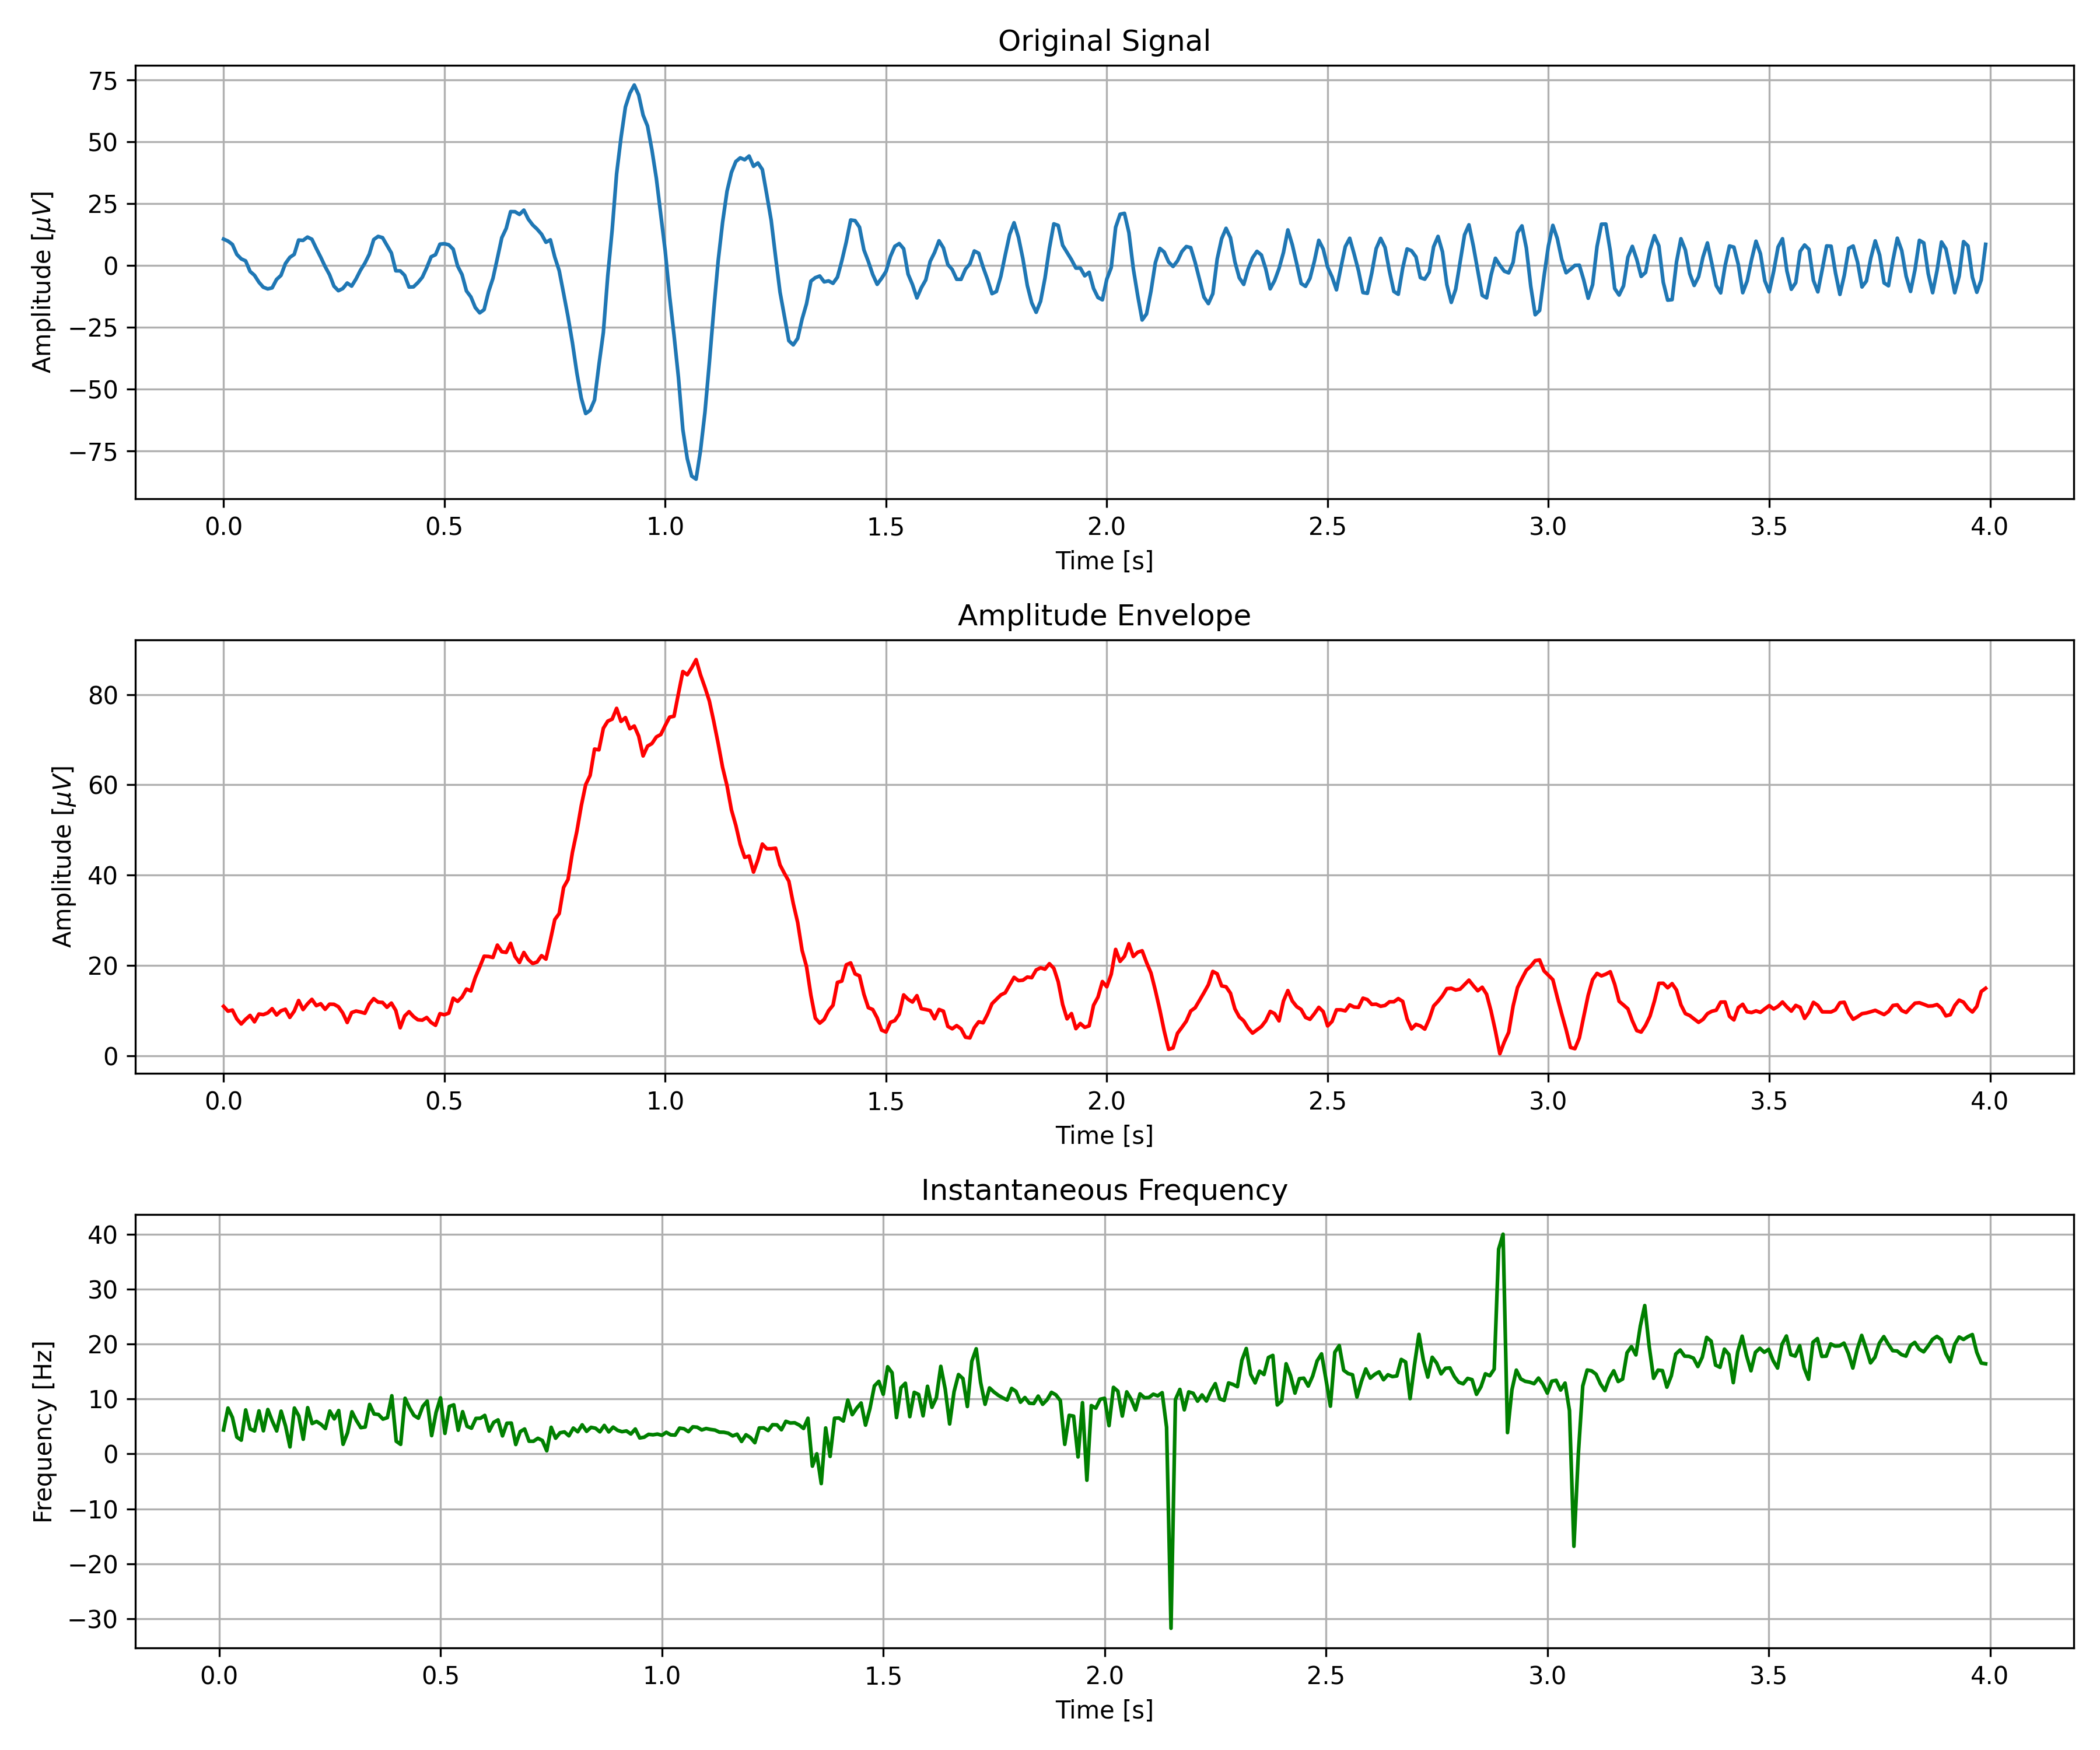 Original Signal
75
50
25
0
−25
−50
−75
Amplitude [μV]
0.0 0.5 1.0 1.5 2.0 2.5 3.0 3.5 4.0
Time [s]
Amplitude Envelope
80
60
40
20
0
Amplitude [μV]
0.0 0.5 1.0 1.5 2.0 2.5 3.0 3.5 4.0
Time [s]
Instantaneous Frequency
40
30
20
10
0
−10
−20
−30
Frequency [Hz]
0.0 0.5 1.0 1.5 2.0 2.5 3.0 3.5 4.0
Time [s]